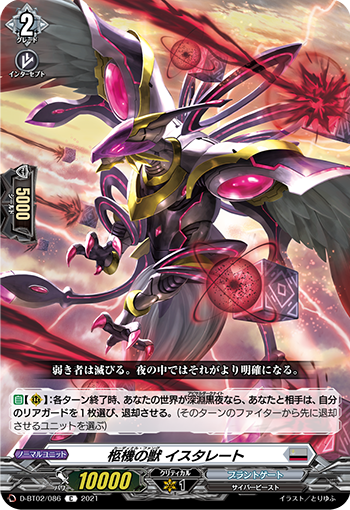 2
グレード
インターセプト
5000
シールド
弱き者は滅びる。夜の中ではそれがより明確になる。
:各ターン終了時、あなたの世界が深淵黒夜なら、あなたと相手は、自分
のリアガードを1枚選び、退却させる。(そのターンのファイターから先に退
却させるユニットを選ぶ)
ノーマルユニット
枢機の獣 イスタレート
パワー
10000
クリティカル
1
ブラントゲート
サイバービースト
D-BT02/086 C 2021
イラスト/とりゆふ